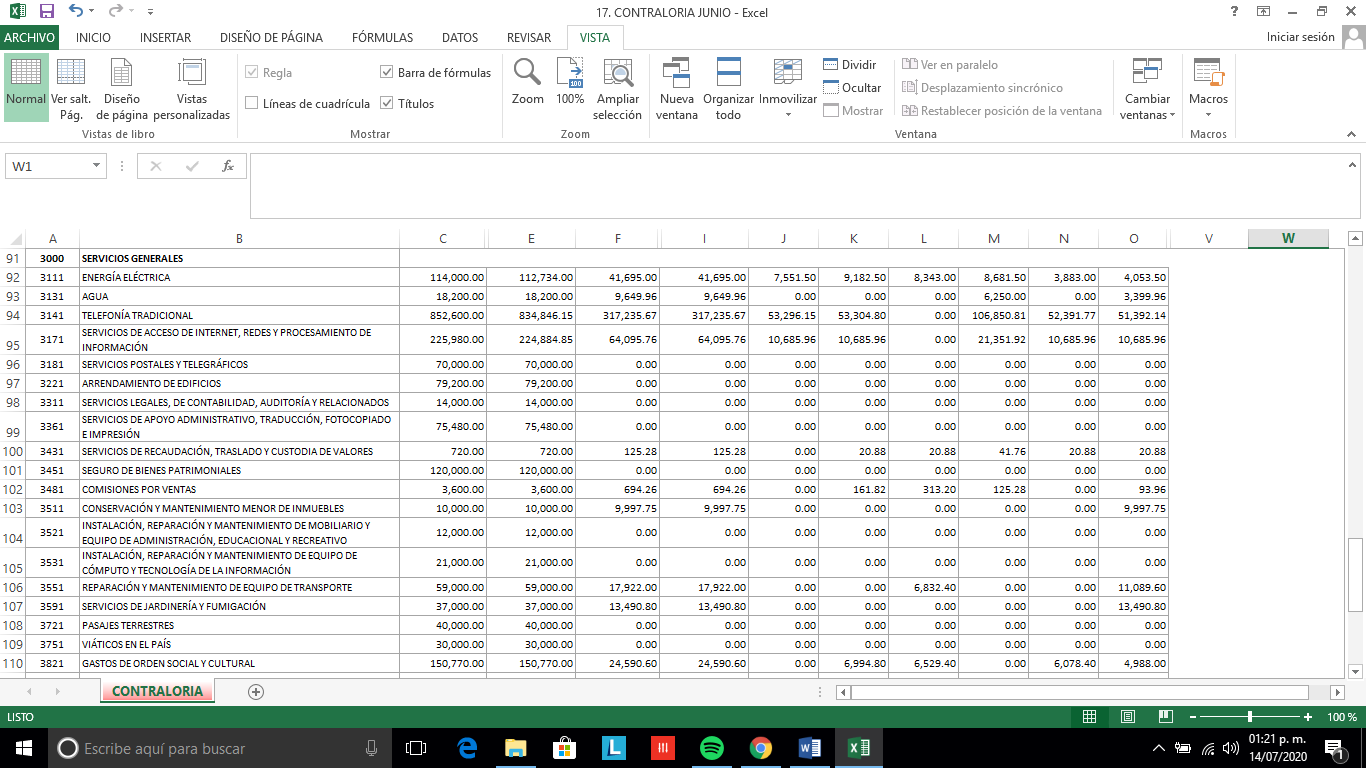 17. CONTRALORIA JUNIO - Excel
ARCHIVO INICIO INSERTAR DISEÑO DE PÁGINA FÓRMULAS DATOS REVISAR VISTA Iniciar sesión
Normal Ver salt. Pág. Diseño de página Vistas personalizadas
Vistas de libro
Regla Barra de fórmulas
Líneas de cuadrícula Títulos
Mostrar
Zoom 100% Ampliar selección
Zoom
Nueva ventana Organizar todo Inmovilizar
Dividir Ver en paralelo
Ocultar Desplazamiento sincrónico
Mostrar Restablecer posición de la ventana
Cambiar ventanas
Ventana
Macros
Macros
W1 fx
A B C E F I J K L M N O V W
91 3000 SERVICIOS GENERALES
92 3111 ENERGÍA ELÉCTRICA 114,000.00 112,734.00 41,695.00 41,695.00 7,551.50 9,182.50 8,343.00 8,681.50 3,883.00 4,053.50
93 3131 AGUA 18,200.00 18,200.00 9,649.96 9,649.96 0.00 0.00 0.00 6,250.00 0.00 3,399.96
94 3141 TELEFONÍA TRADICIONAL 852,600.00 834,846.15 317,235.67 317,235.67 53,296.15 53,304.80 0.00 106,850.81 52,391.77 51,392.14
95 3171 SERVICIOS DE ACCESO DE INTERNET, REDES Y PROCESAMIENTO DE
INFORMACIÓN 225,980.00 224,884.85 64,095.76 64,095.76 10,685.96 10,685.96 0.00 21,351.92 10,685.96 10,685.96
96 3181 SERVICIOS POSTALES Y TELEGRÁFICOS 70,000.00 70,000.00 0.00 0.00 0.00 0.00 0.00 0.00 0.00 0.00
97 3221 ARRENDAMIENTO DE EDIFICIOS 79,200.00 79,200.00 0.00 0.00 0.00 0.00 0.00 0.00 0.00 0.00
98 3311 SERVICIOS LEGALES, DE CONTABILIDAD, AUDITORÍA Y RELACIONADOS 14,000.00 14,000.00 0.00 0.00 0.00 0.00 0.00 0.00 0.00 0.00
99 3361 SERVICIOS DE APOYO ADMINISTRATIVO, TRADUCCIÓN, FOTOCOPIADO
E IMPRESIÓN 75,480.00 75,480.00 0.00 0.00 0.00 0.00 0.00 0.00 0.00 0.00
100 3431 SERVICIOS DE RECAUDACIÓN, TRASLADO Y CUSTODIA DE VALORES 720.00 720.00 125.28 125.28 0.00 20.88 20.88 41.76 20.88 20.88
101 3451 SEGURO DE BIENES PATRIMONIALES 120,000.00 120,000.00 0.00 0.00 0.00 0.00 0.00 0.00 0.00 0.00
102 3481 COMISIONES POR VENTAS 3,600.00 3,600.00 694.26 694.26 0.00 161.82 313.20 125.28 0.00 93.96
103 3511 CONSERVACIÓN Y MANTENIMIENTO MENOR DE INMUEBLES 10,000.00 10,000.00 9,997.75 9,997.75 0.00 0.00 0.00 0.00 0.00 9,997.75
104 3521 INSTALACIÓN, REPARACIÓN Y MANTENIMIENTO DE MOBILIARIO Y
EQUIPO DE ADMINISTRACIÓN, EDUCACIONAL Y RECREATIVO 12,000.00 12,000.00 0.00 0.00 0.00 0.00 0.00 0.00 0.00 0.00
105 3531 INSTALACIÓN, REPARACIÓN Y MANTENIMIENTO DE EQUIPO DE
CÓMPUTO Y TECNOLOGÍA DE LA INFORMACIÓN 21,000.00 21,000.00 0.00 0.00 0.00 0.00 0.00 0.00 0.00 0.00
106 3551 REPARACIÓN Y MANTENIMIENTO DE EQUIPO DE TRANSPORTE 59,000.00 59,000.00 17,922.00 17,922.00 0.00 0.00 6,832.40 0.00 0.00 11,089.60
107 3591 SERVICIOS DE JARDINERÍA Y FUMIGACIÓN 37,000.00 37,000.00 13,490.80 13,490.80 0.00 0.00 0.00 0.00 0.00 13,490.80
108 3721 PASAJES TERRESTRES 40,000.00 40,000.00 0.00 0.00 0.00 0.00 0.00 0.00 0.00 0.00
109 3751 VIÁTICOS EN EL PAÍS 30,000.00 30,000.00 0.00 0.00 0.00 0.00 0.00 0.00 0.00 0.00
110 3821 GASTOS DE ORDEN SOCIAL Y CULTURAL 150,770.00 150,770.00 24,590.60 24,590.60 0.00 6,994.80 6,529.40 0.00 6,078.40 4,988.00
CONTRALORIA
LISTO 100 %
Escribe aquí para buscar
01:21 p. m.
14/07/2020